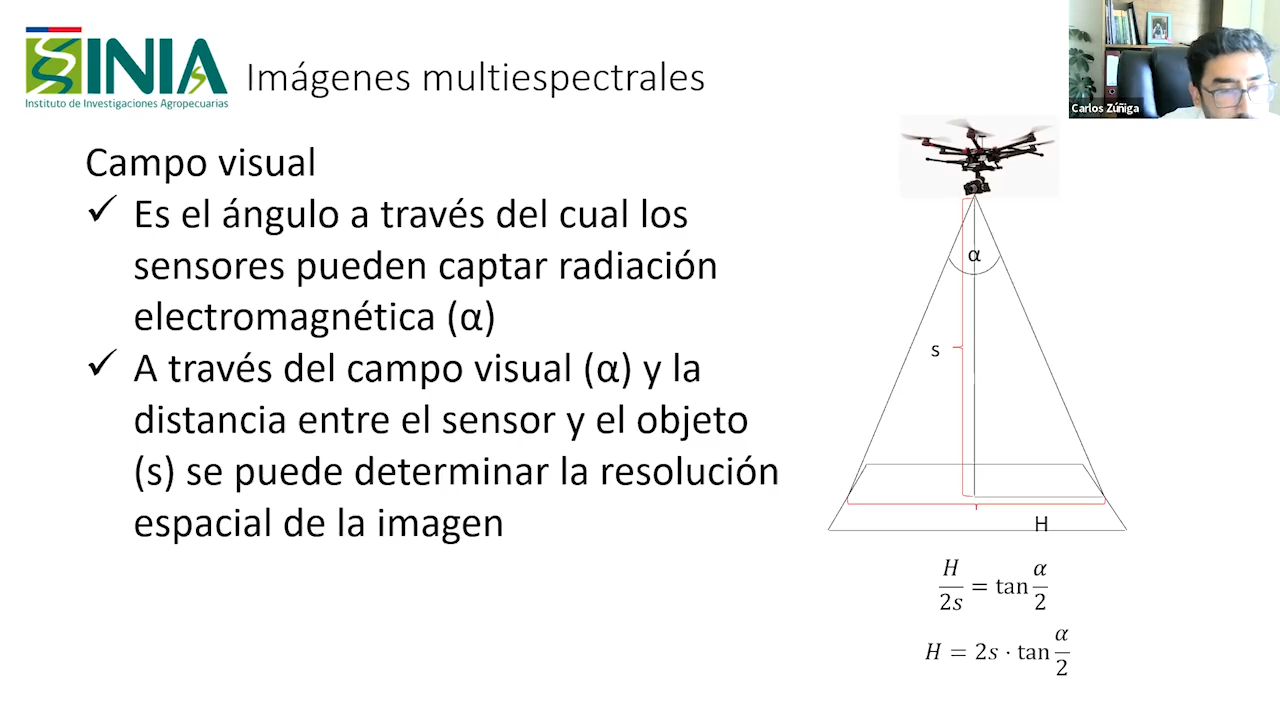 INIA
Instituto de Investigaciones Agropecuarias
Imágenes multiespectrales
Carlos Zúñiga
Campo visual
✓ Es el ángulo a través del cual los
sensores pueden captar radiación
electromagnética (α)
✓ A través del campo visual (α) y la
distancia entre el sensor y el objeto
(s) se puede determinar la resolución
espacial de la imagen
α
s
H
H/2s = tan α/2
H = 2s · tan α/2